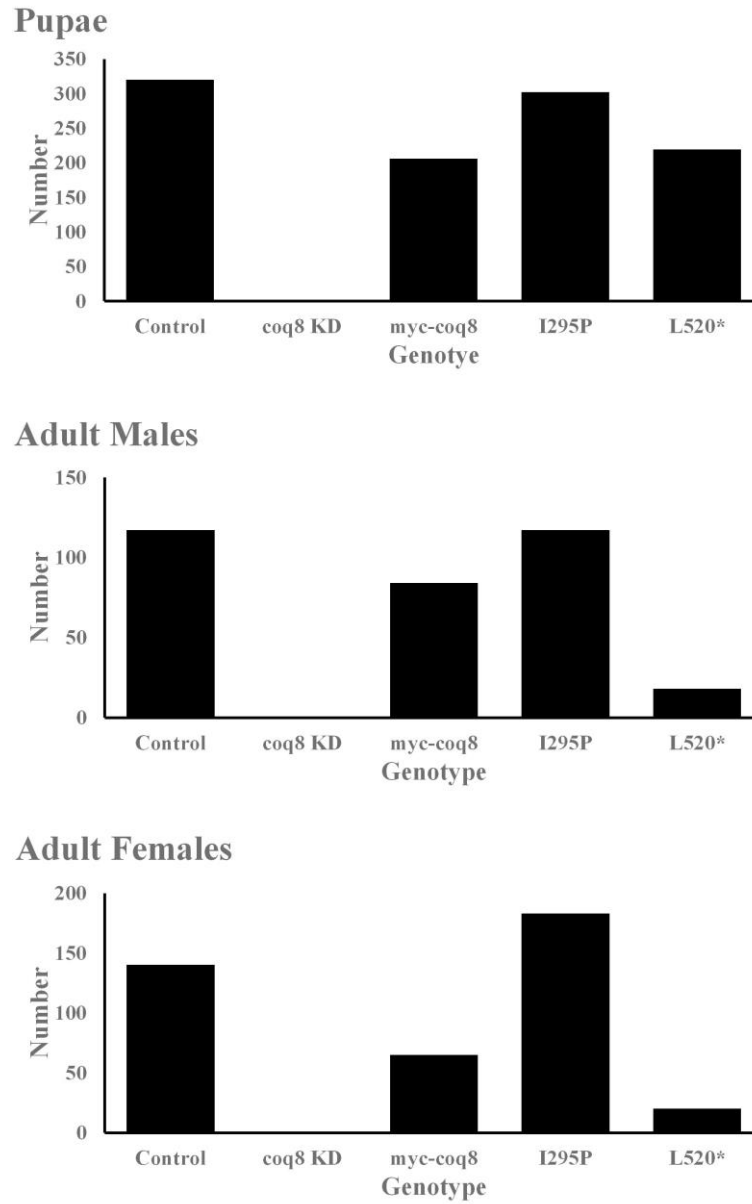 Pupae
350
300
250
200
150
100
50
0
Number
Control coq8 KD myc-coq8 I295P L520*
Genotye
Adult Males
150
100
50
0
Number
Control coq8 KD myc-coq8 I295P L520*
Genotype
Adult Females
200
150
100
50
0
Number
Control coq8 KD myc-coq8 I295P L520*
Genotype